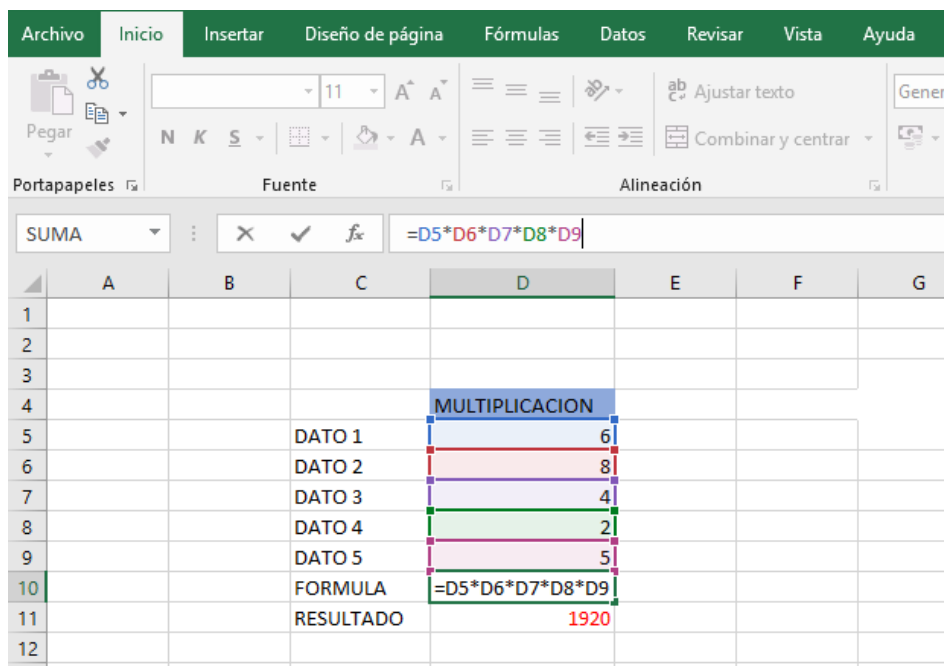 Archivo Inicio Insertar Diseño de página Fórmulas Datos Revisar Vista Ayuda
Pegar
11 A A
ab c Ajustar texto
Gener
N K S A
Combinar y centrar
Portapapeles Fuente Alineación
SUMA fx =D5*D6*D7*D8*D9
A B C D E F G
1
2
3
4 MULTIPLICACION
5 DATO 1 6
6 DATO 2 8
7 DATO 3 4
8 DATO 4 2
9 DATO 5 5
10 FORMULA =D5*D6*D7*D8*D9
11 RESULTADO 1920
12